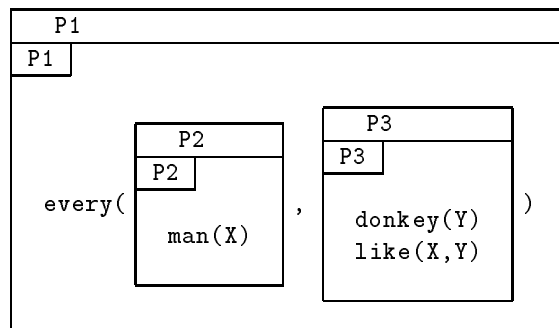 P1
P1
P2
P3
P2
P3
every(
,
)
man(X)
donkey(Y)
like(X,Y)